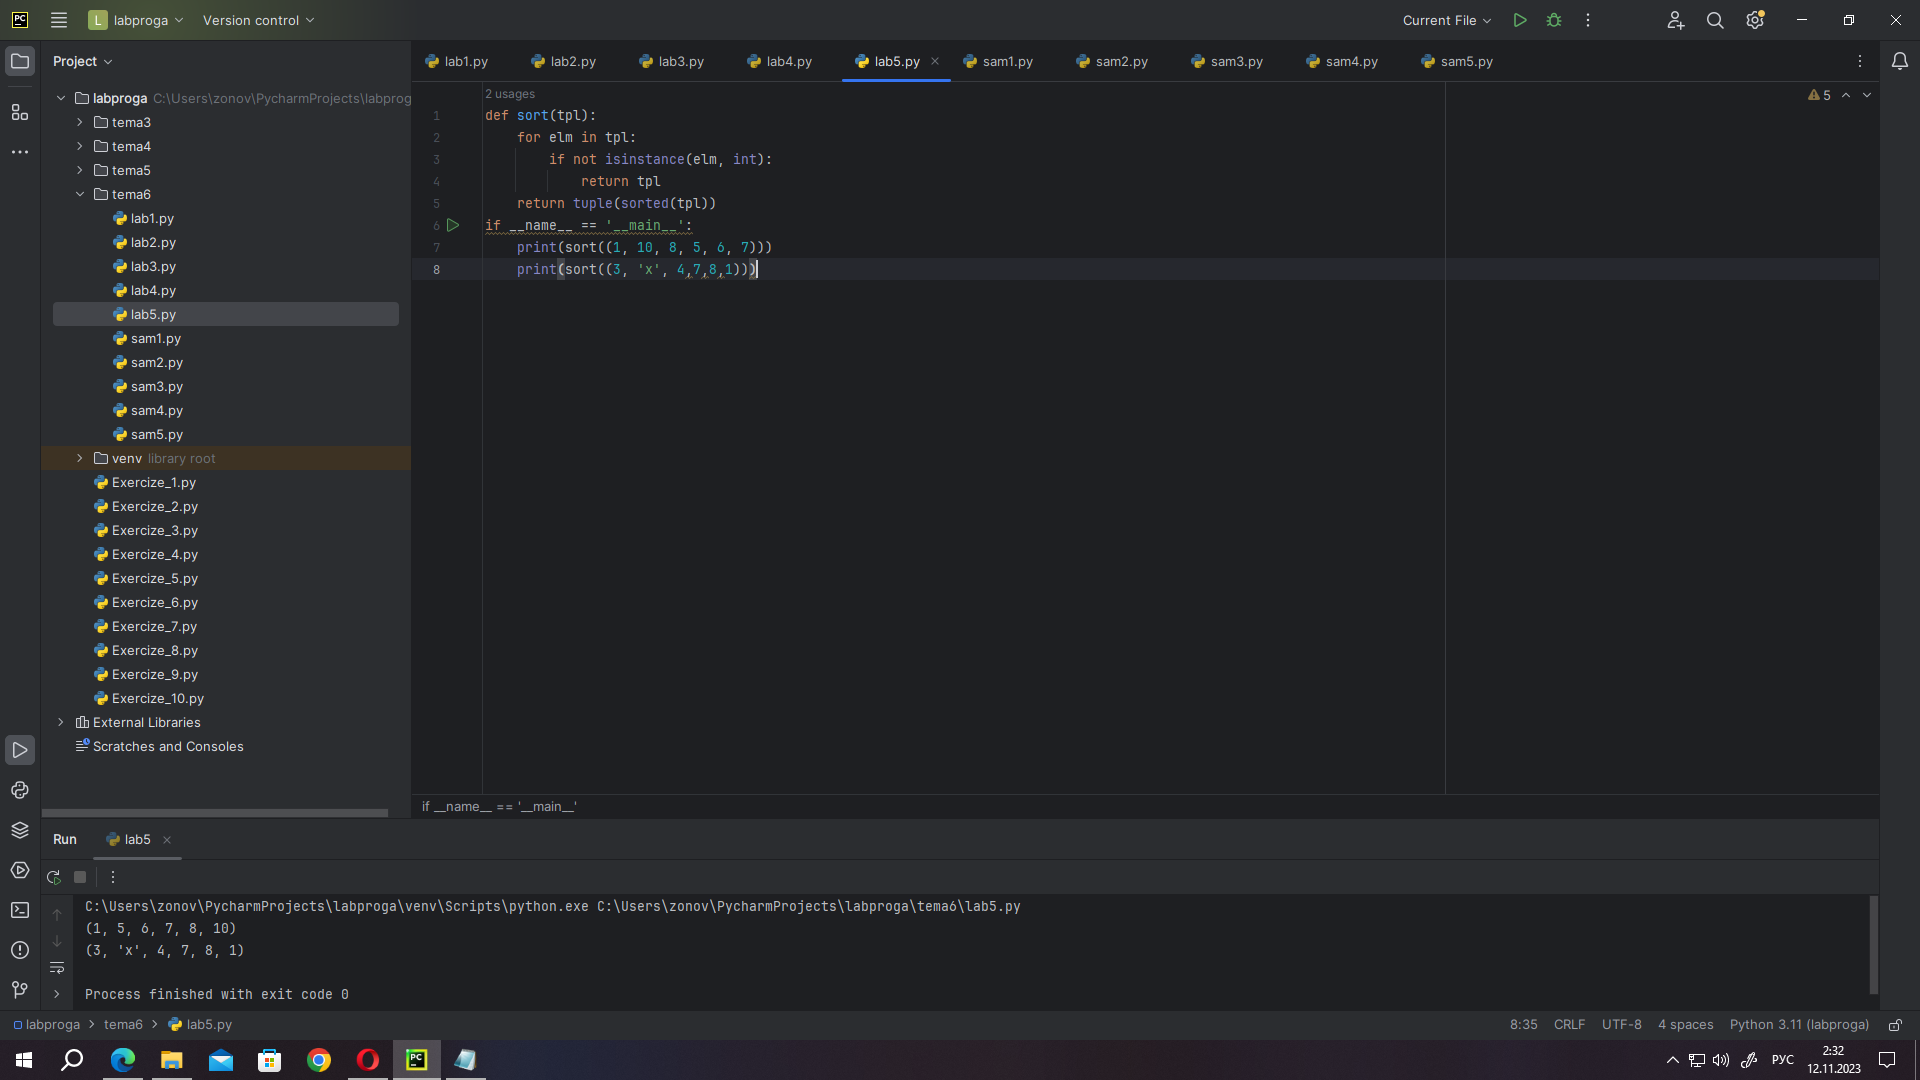 PC L labproga Version control Current File
Project
lab1.py lab2.py lab3.py lab4.py lab5.py sam1.py sam2.py sam3.py sam4.py sam5.py
labproga C:\Users\zonov\PycharmProjects\labprog
tema3
tema4
tema5
tema6
lab1.py
lab2.py
lab3.py
lab4.py
lab5.py
sam1.py
sam2.py
sam3.py
sam4.py
sam5.py
venv library root
Exercize_1.py
Exercize_2.py
Exercize_3.py
Exercize_4.py
Exercize_5.py
Exercize_6.py
Exercize_7.py
Exercize_8.py
Exercize_9.py
Exercize_10.py
External Libraries
Scratches and Consoles
2 usages
5
1 def sort(tpl):
2 for elm in tpl:
3 if not isinstance(elm, int):
4 return tpl
5 return tuple(sorted(tpl))
6 if __name__ == '__main__':
7 print(sort((1, 10, 8, 5, 6, 7)))
8 print(sort((3, 'x', 4,7,8,1)))
if __name__ == '__main__'
Run lab5
C:\Users\zonov\PycharmProjects\labproga\venv\Scripts\python.exe C:\Users\zonov\PycharmProjects\labproga\tema6\lab5.py
(1, 5, 6, 7, 8, 10)
(3, 'x', 4, 7, 8, 1)
Process finished with exit code 0
labproga tema6 lab5.py 8:35 CRLF UTF-8 4 spaces Python 3.11 (labproga)
PC РУС 2:32
12.11.2023